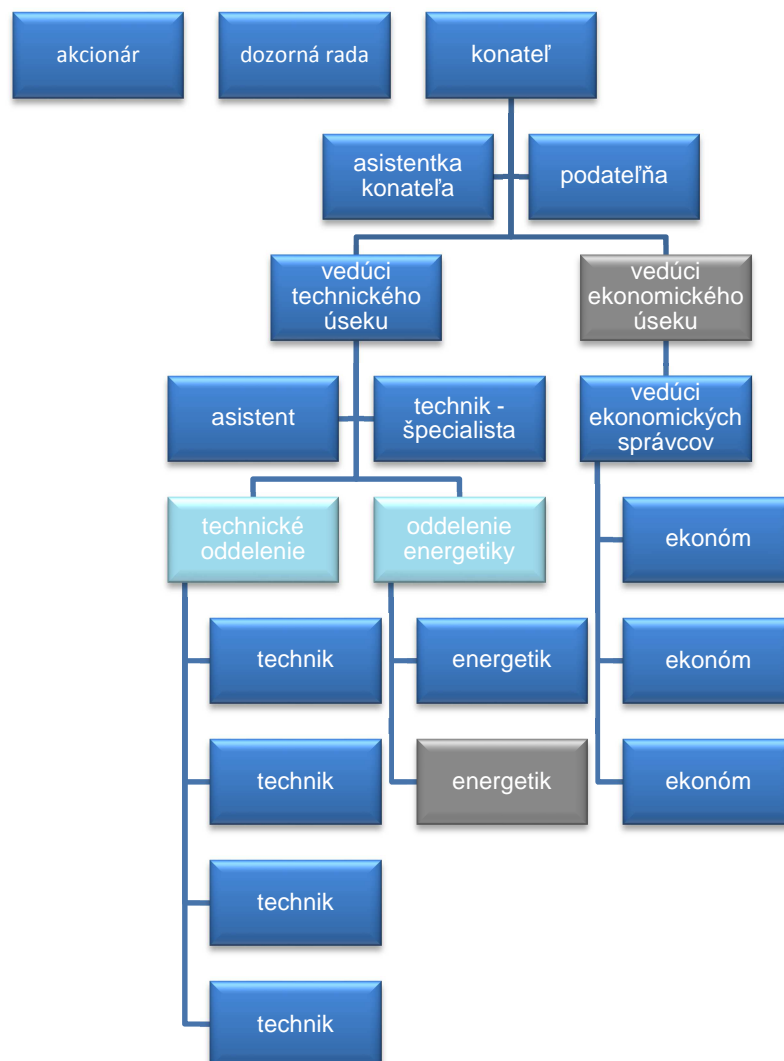 akcionár
dozorná rada
konateľ
asistentka
konateľa
podateľňa
vedúci
technického
úseku
vedúci
ekonomického
úseku
asistent
technik -
špecialista
vedúci
ekonomických
správcov
technické
oddelenie
oddelenie
energetiky
ekonóm
technik
energetik
ekonóm
technik
energetik
ekonóm
technik
technik